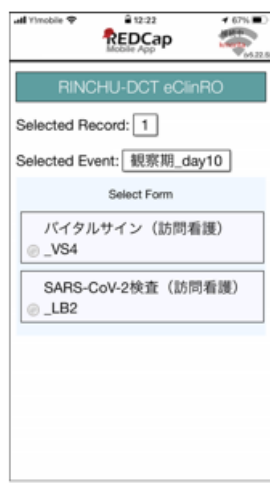 Y!mobile 12:22 67%
REDCap
Mobile App
RINCHU-DCT eClinRO
Selected Record: 1
Selected Event: 観察期_day10
Select Form
バイタルサイン（訪問看護）
_VS4
SARS-CoV-2検査（訪問看護）
_LB2